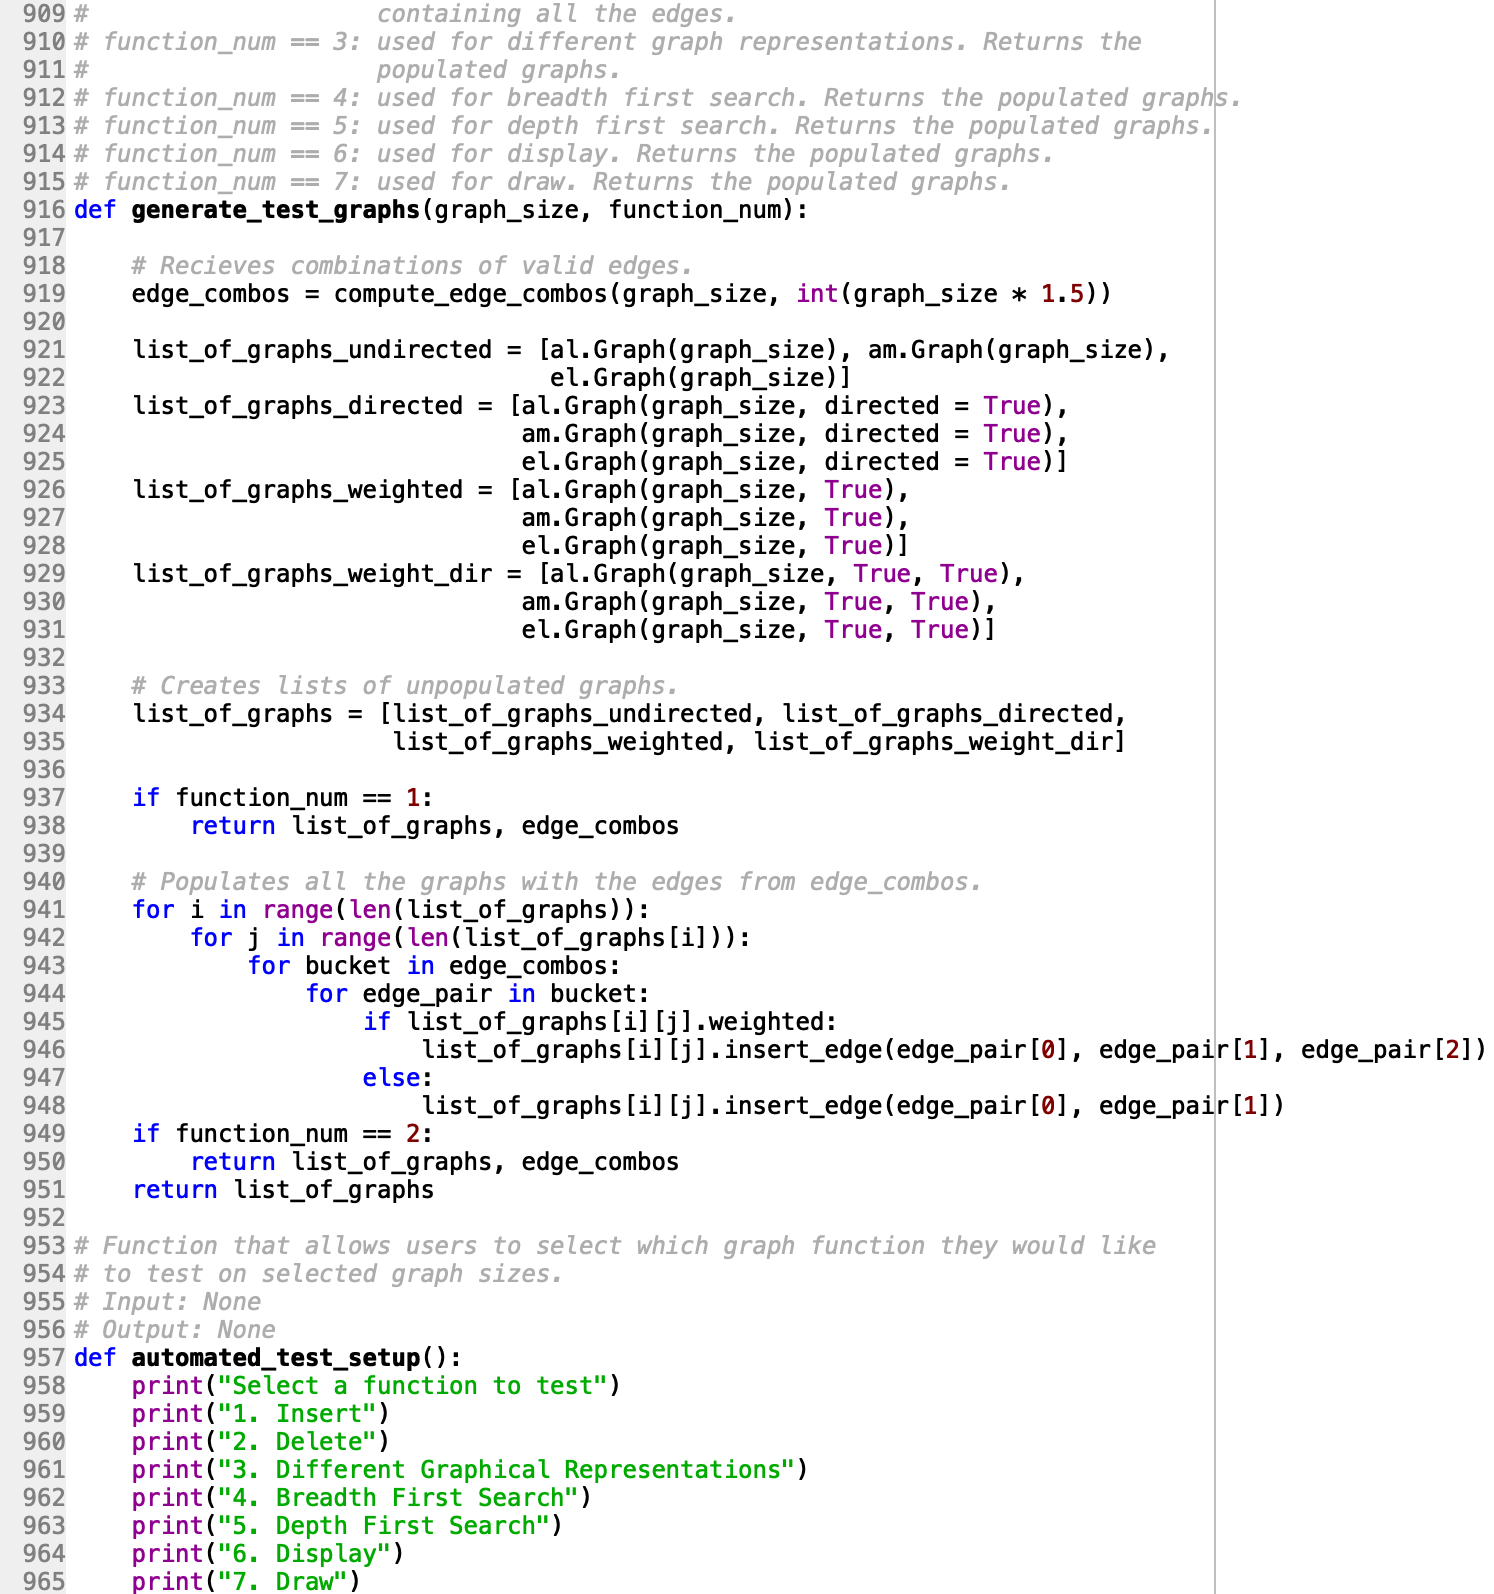 909 #                    containing all the edges.
910 # function_num == 3: used for different graph representations. Returns the
911 #                    populated graphs.
912 # function_num == 4: used for breadth first search. Returns the populated graphs.
913 # function_num == 5: used for depth first search. Returns the populated graphs.
914 # function_num == 6: used for display. Returns the populated graphs.
915 # function_num == 7: used for draw. Returns the populated graphs.
916 def generate_test_graphs(graph_size, function_num):
917
918     # Recieves combinations of valid edges.
919     edge_combos = compute_edge_combos(graph_size, int(graph_size * 1.5))
920
921     list_of_graphs_undirected = [al.Graph(graph_size), am.Graph(graph_size),
922                                  el.Graph(graph_size)]
923     list_of_graphs_directed = [al.Graph(graph_size, directed = True),
924                                am.Graph(graph_size, directed = True),
925                                el.Graph(graph_size, directed = True)]
926     list_of_graphs_weighted = [al.Graph(graph_size, True),
927                                am.Graph(graph_size, True),
928                                el.Graph(graph_size, True)]
929     list_of_graphs_weight_dir = [al.Graph(graph_size, True, True),
930                                am.Graph(graph_size, True, True),
931                                el.Graph(graph_size, True, True)]
932
933     # Creates lists of unpopulated graphs.
934     list_of_graphs = [list_of_graphs_undirected, list_of_graphs_directed,
935                       list_of_graphs_weighted, list_of_graphs_weight_dir]
936
937     if function_num == 1:
938         return list_of_graphs, edge_combos
939
940     # Populates all the graphs with the edges from edge_combos.
941     for i in range(len(list_of_graphs)):
942         for j in range(len(list_of_graphs[i])):
943             for bucket in edge_combos:
944                 for edge_pair in bucket:
945                     if list_of_graphs[i][j].weighted:
946                         list_of_graphs[i][j].insert_edge(edge_pair[0], edge_pair[1], edge_pair[2])
947                     else:
948                         list_of_graphs[i][j].insert_edge(edge_pair[0], edge_pair[1])
949     if function_num == 2:
950         return list_of_graphs, edge_combos
951     return list_of_graphs
952
953 # Function that allows users to select which graph function they would like
954 # to test on selected graph sizes.
955 # Input: None
956 # Output: None
957 def automated_test_setup():
958     print("Select a function to test")
959     print("1. Insert")
960     print("2. Delete")
961     print("3. Different Graphical Representations")
962     print("4. Breadth First Search")
963     print("5. Depth First Search")
964     print("6. Display")
965     print("7. Draw")